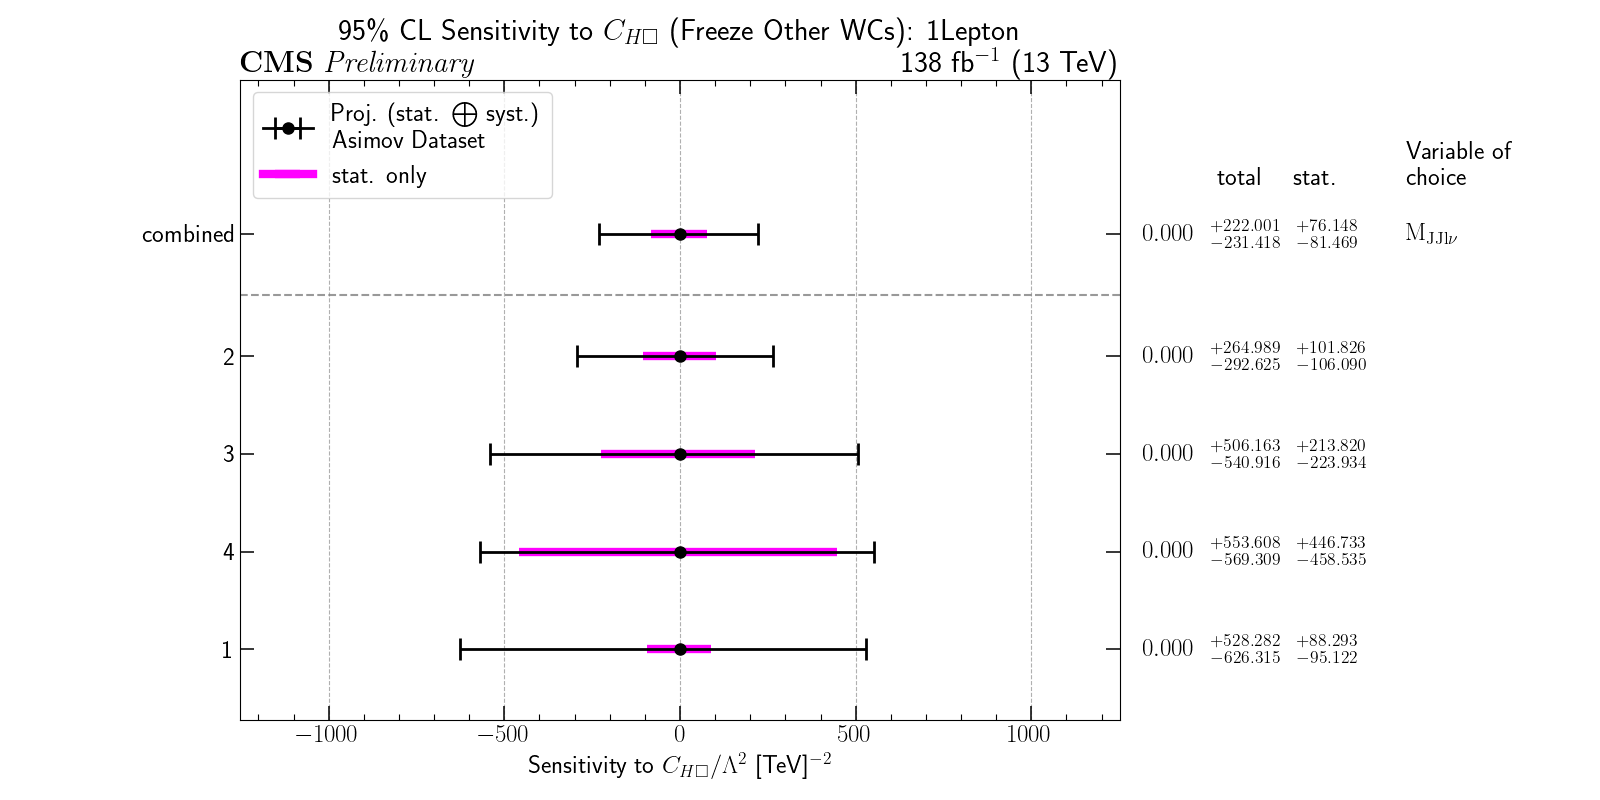 95% CL Sensitivity to C_{H□} (Freeze Other WCs): 1Lepton
CMS Preliminary 138 fb⁻¹ (13 TeV)
Proj. (stat. ⨁ syst.)
Asimov Dataset
stat. only
Variable of
total stat. choice
combined 0.000 +222.001 −231.418 +76.148 −81.469 M_{JJlν}
2 0.000 +264.989 −292.625 +101.826 −106.090
3 0.000 +506.163 −540.916 +213.820 −223.934
4 0.000 +553.608 −569.309 +446.733 −458.535
1 0.000 +528.282 −626.315 +88.293 −95.122
−1000 −500 0 500 1000
Sensitivity to C_{H□}/Λ² [TeV]⁻²